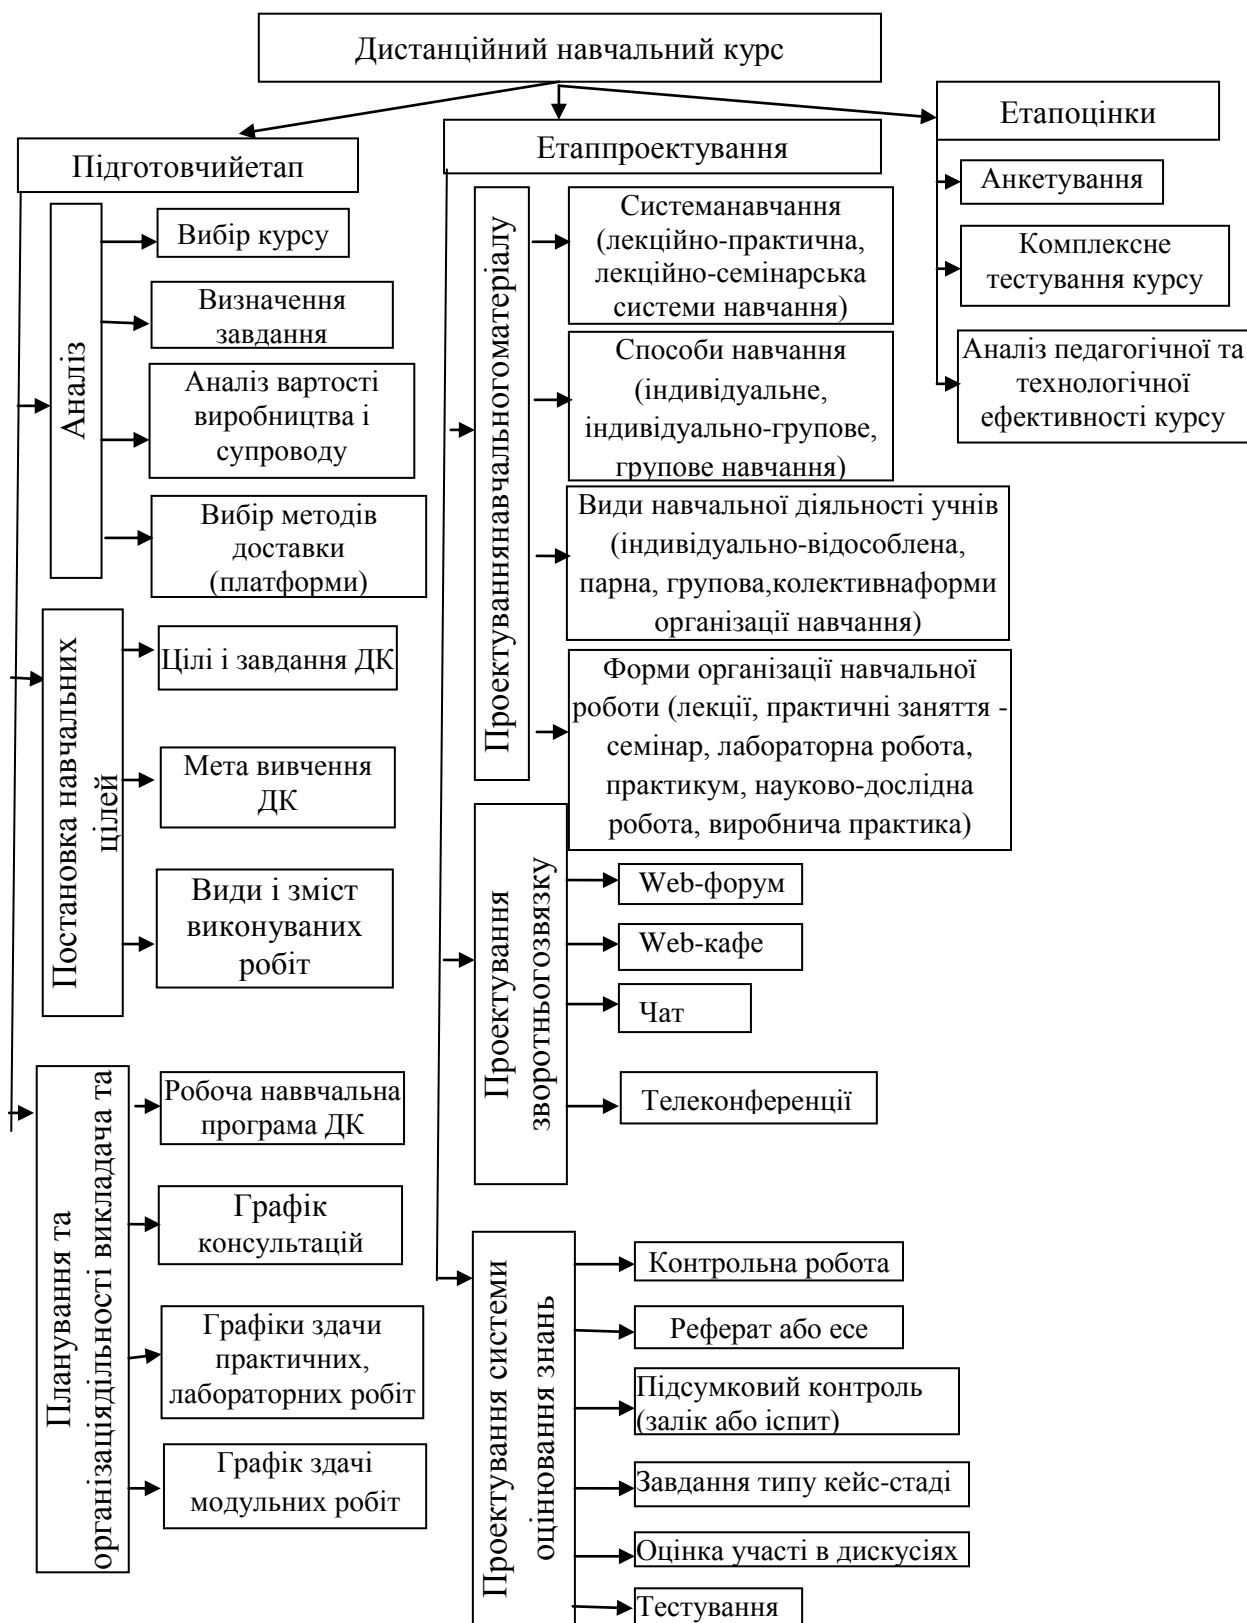 Дистанційний навчальний курс
Підготовчийетап
Аналіз
Вибір курсу
Визначення
завдання
Аналіз вартості
виробництва і
супроводу
Вибір методів
доставки
(платформи)
Постановка навчальних
цілей
Цілі і завдання ДК
Мета вивчення
ДК
Види і зміст
виконуваних
робіт
Планування та
організаціядільності викладача та
Робоча наввчальна
програма ДК
Графік
консультацій
Графіки здачи
практичних,
лабораторних робіт
Графік здачі
модульних робіт
Етаппроектування
Проектуваннянавчальногоматеріалу
Системанавчання
(лекційно-практична,
лекційно-семінарська
системи навчання)
Способи навчання
(індивідуальне,
індивідуально-групове,
групове навчання)
Види навчальної діяльності учнів
(індивідуально-відособлена,
парна, групова,колективнаформи
організації навчання)
Форми організації навчальної
роботи (лекції, практичні заняття -
семінар, лабораторна робота,
практикум, науково-дослідна
робота, виробнича практика)
Проектування
зворотньогозвязку
Web-форум
Web-кафе
Чат
Телеконференції
Проектування системи
оцінювання знань
Контрольна робота
Реферат або есе
Підсумковий контроль
(залік або іспит)
Завдання типу кейс-стаді
Оцінка участі в дискусіях
Тестування
Етапоцінки
Анкетування
Комплексне
тестування курсу
Аналіз педагогічної та
технологічної
ефективності курсу